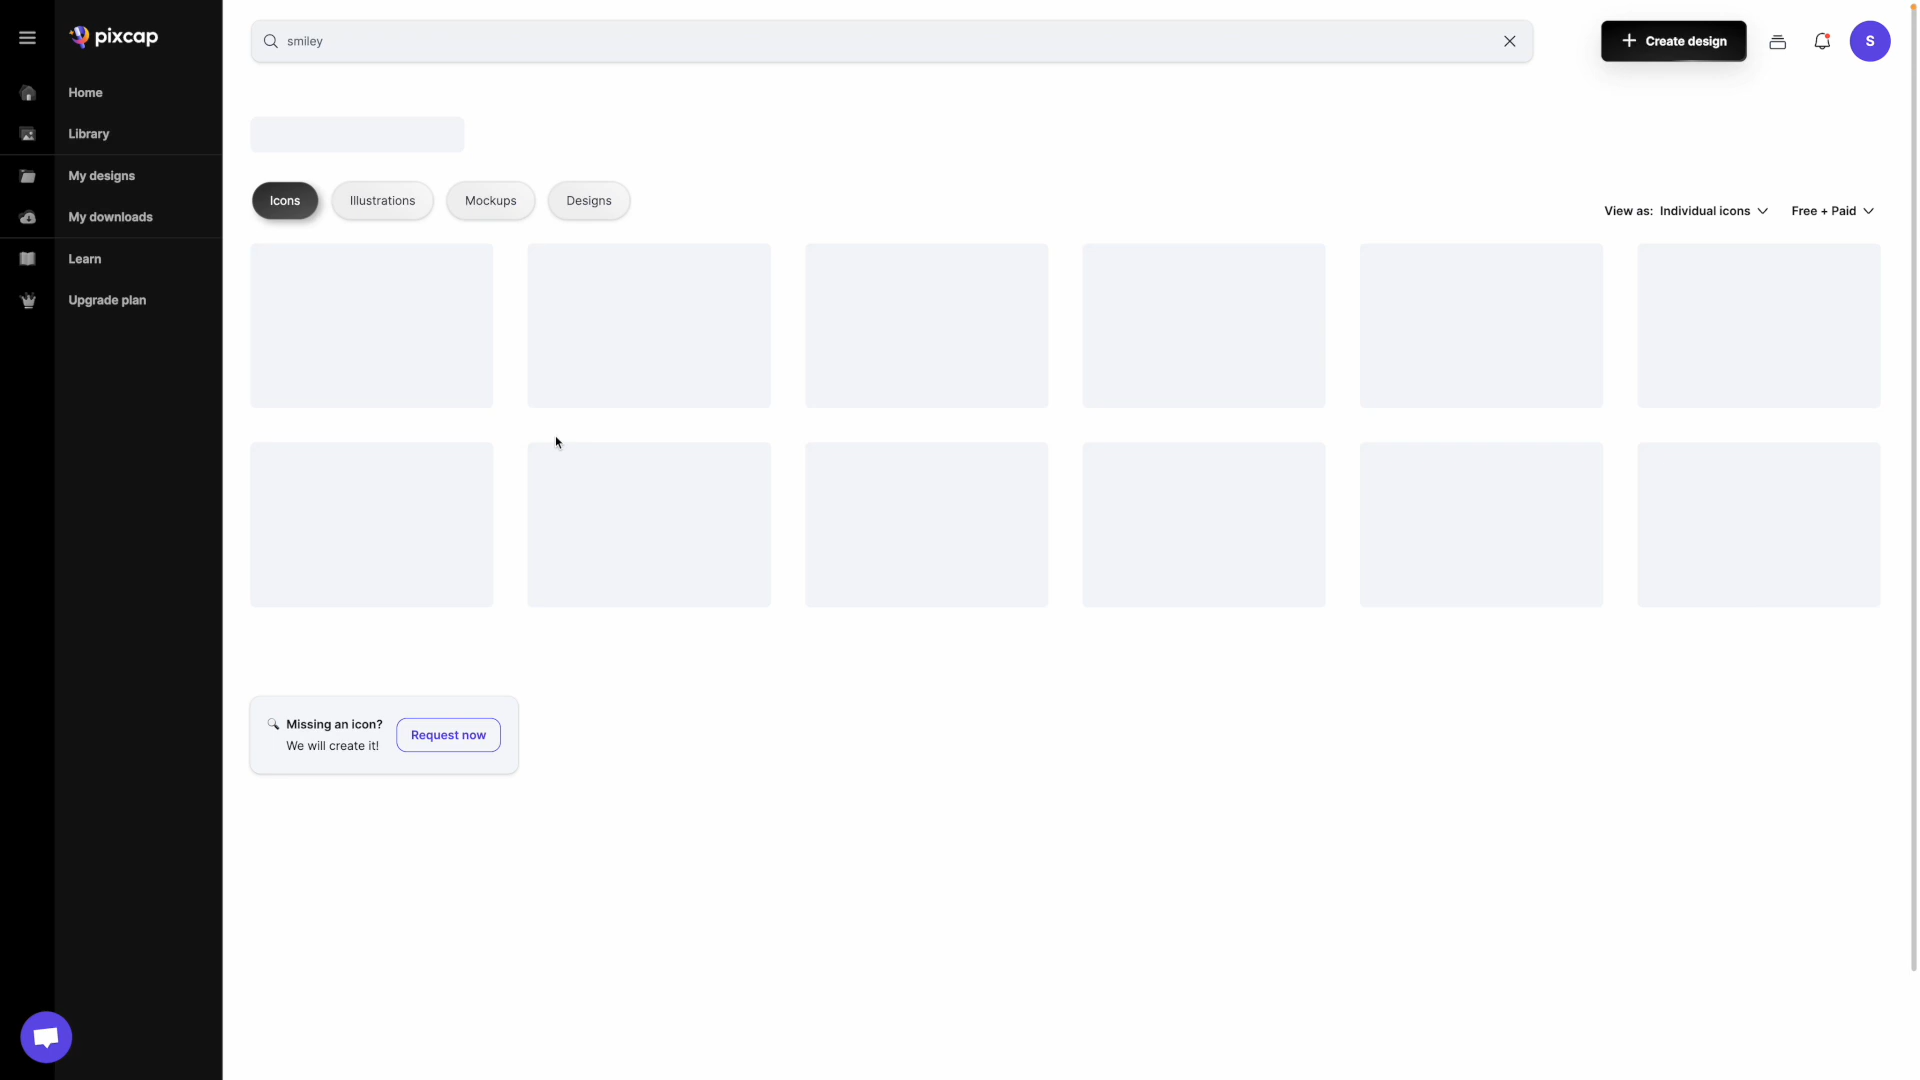 pixcap
smiley
Create design
S
Home
Library
My designs
My downloads
Learn
Upgrade plan
Icons
Illustrations
Mockups
Designs
View as: Individual icons
Free + Paid
Missing an icon?
We will create it!
Request now